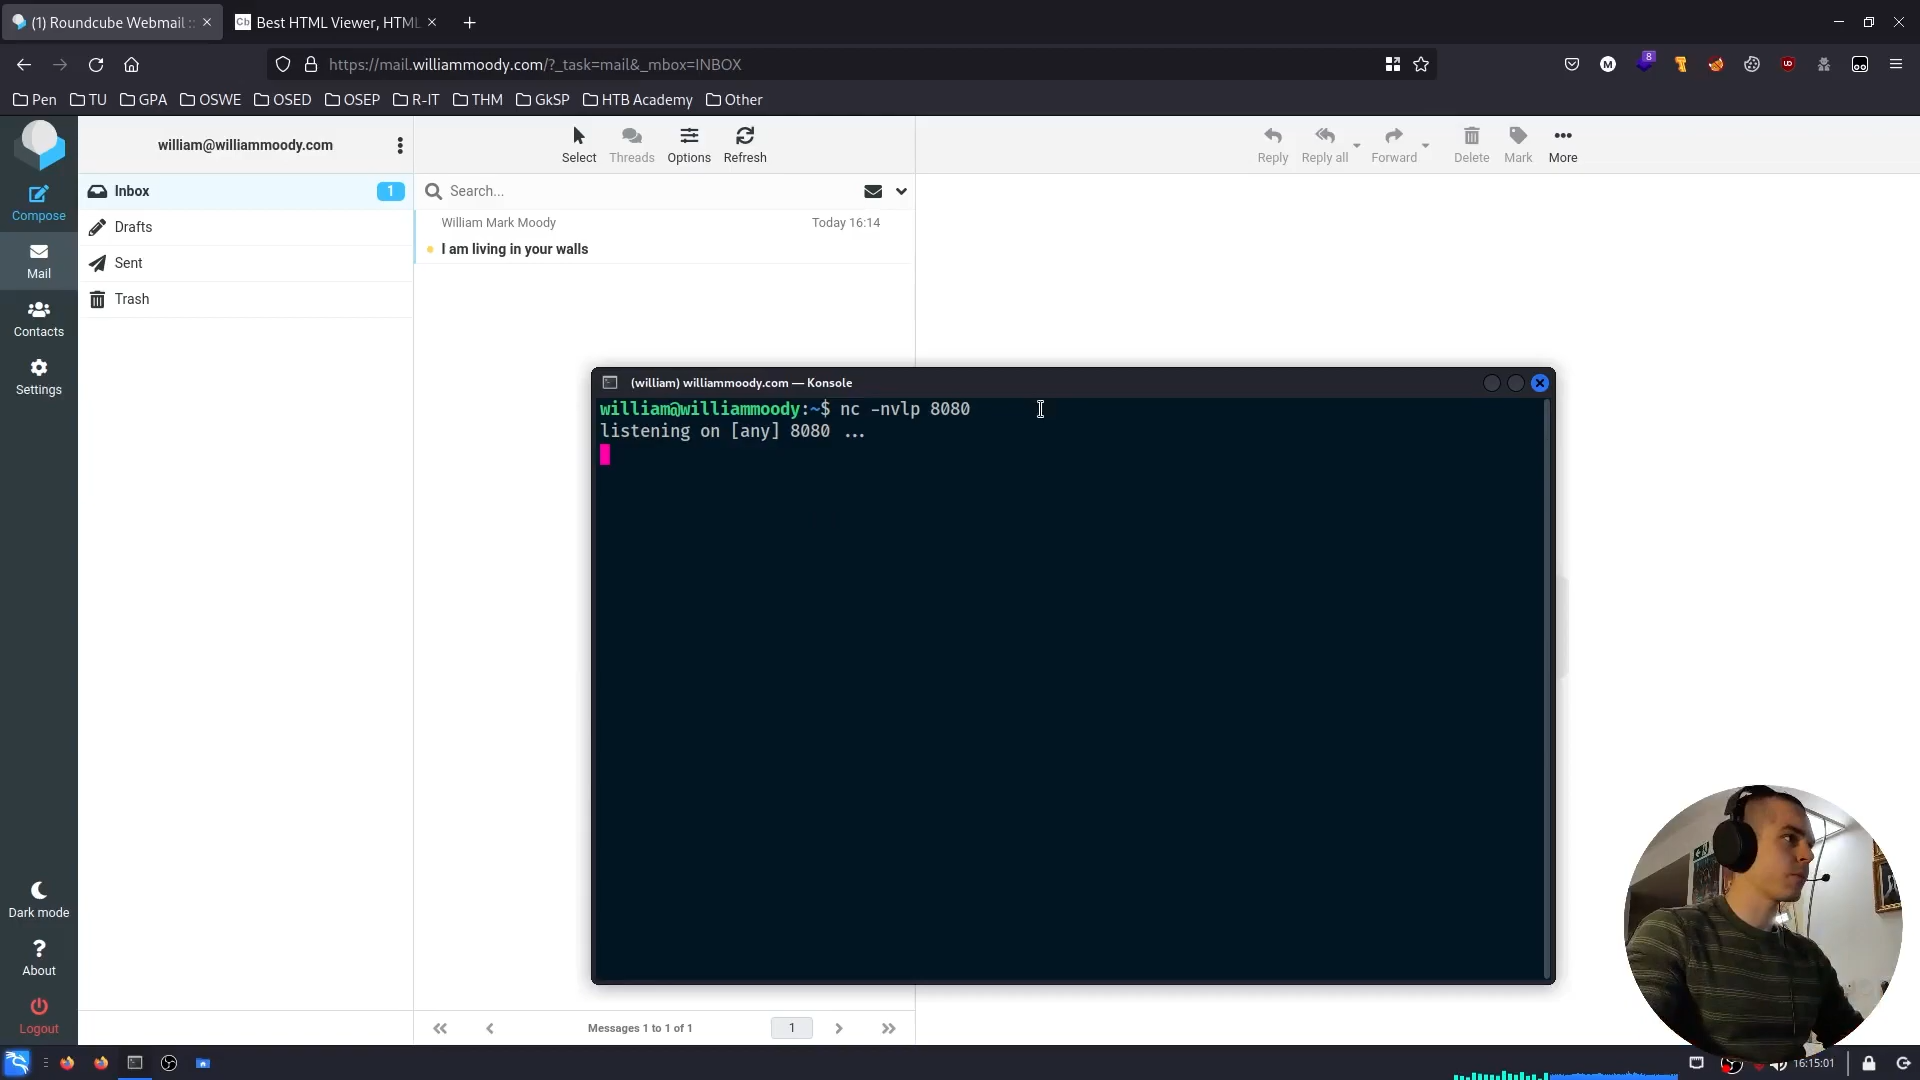 (1) Roundcube Webmail ::
Cb Best HTML Viewer, HTML
https://mail.williammoody.com/?_task=mail&_mbox=INBOX
M
8
UD
Pen TU GPA OSWE OSED OSEP R-IT THM GkSP HTB Academy Other
william@williammoody.com
Select Threads Options Refresh
Reply Reply all Forward Delete Mark More
Compose
Mail
Contacts
Settings
Inbox 1
Drafts
Sent
Trash
Search...
William Mark Moody Today 16:14
I am living in your walls
(william) williammoody.com — Konsole
william@williammoody:~$ nc -nvlp 8080
listening on [any] 8080 ...
Dark mode
About
Logout
Messages 1 to 1 of 1
1
16:15:01